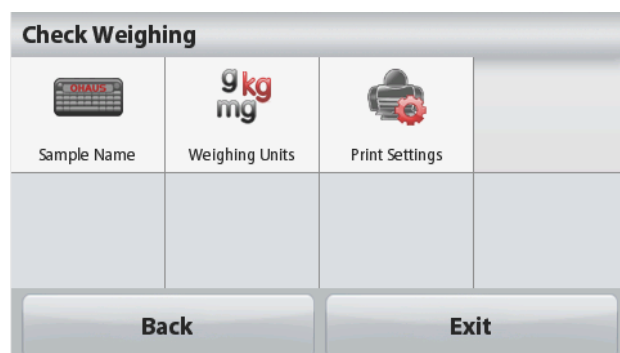 Check Weighing
OHAUS
g kg
mg
Sample Name
Weighing Units
Print Settings
Back
Exit